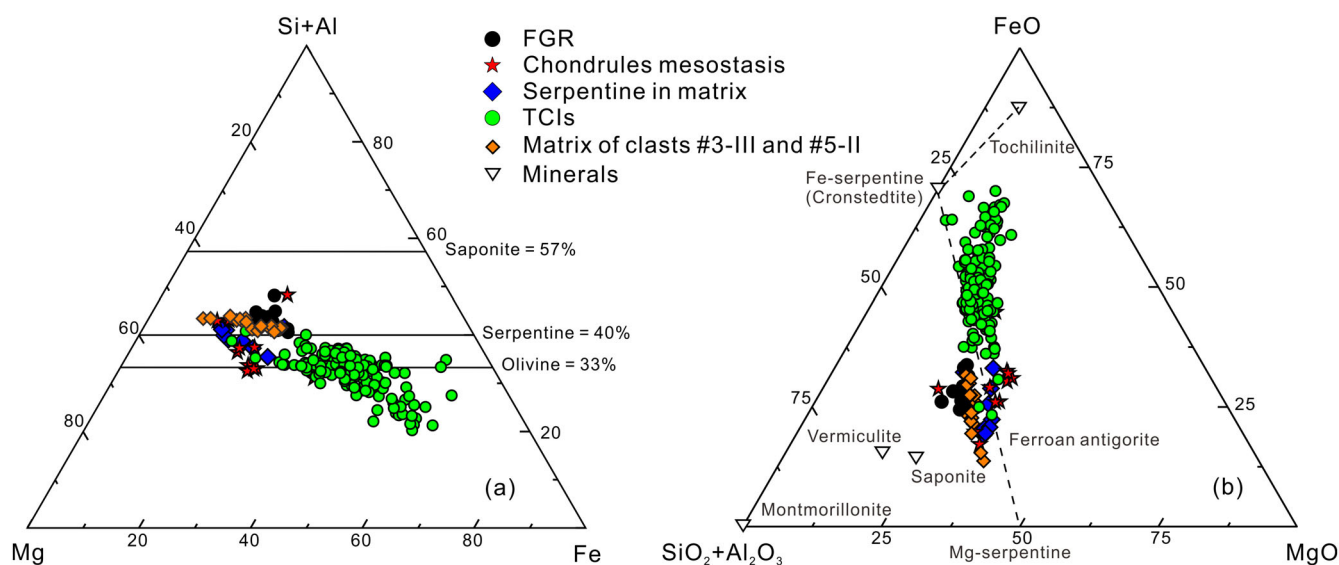 Si+Al
FGR
Chondrules mesostasis
Serpentine in matrix
TCIs
Matrix of clasts #3-III and #5-II
Minerals
20
80
40
60
Saponite = 57%
60
Serpentine = 40%
Olivine = 33%
80
20
(a)
Mg
20
40
60
80
Fe
FeO
Tochilinite
25
75
Fe-serpentine
(Cronstedtite)
50
50
75
25
Vermiculite
Ferroan antigorite
Saponite
(b)
Montmorillonite
SiO₂+Al₂O₃
25
50
75
Mg-serpentine
MgO